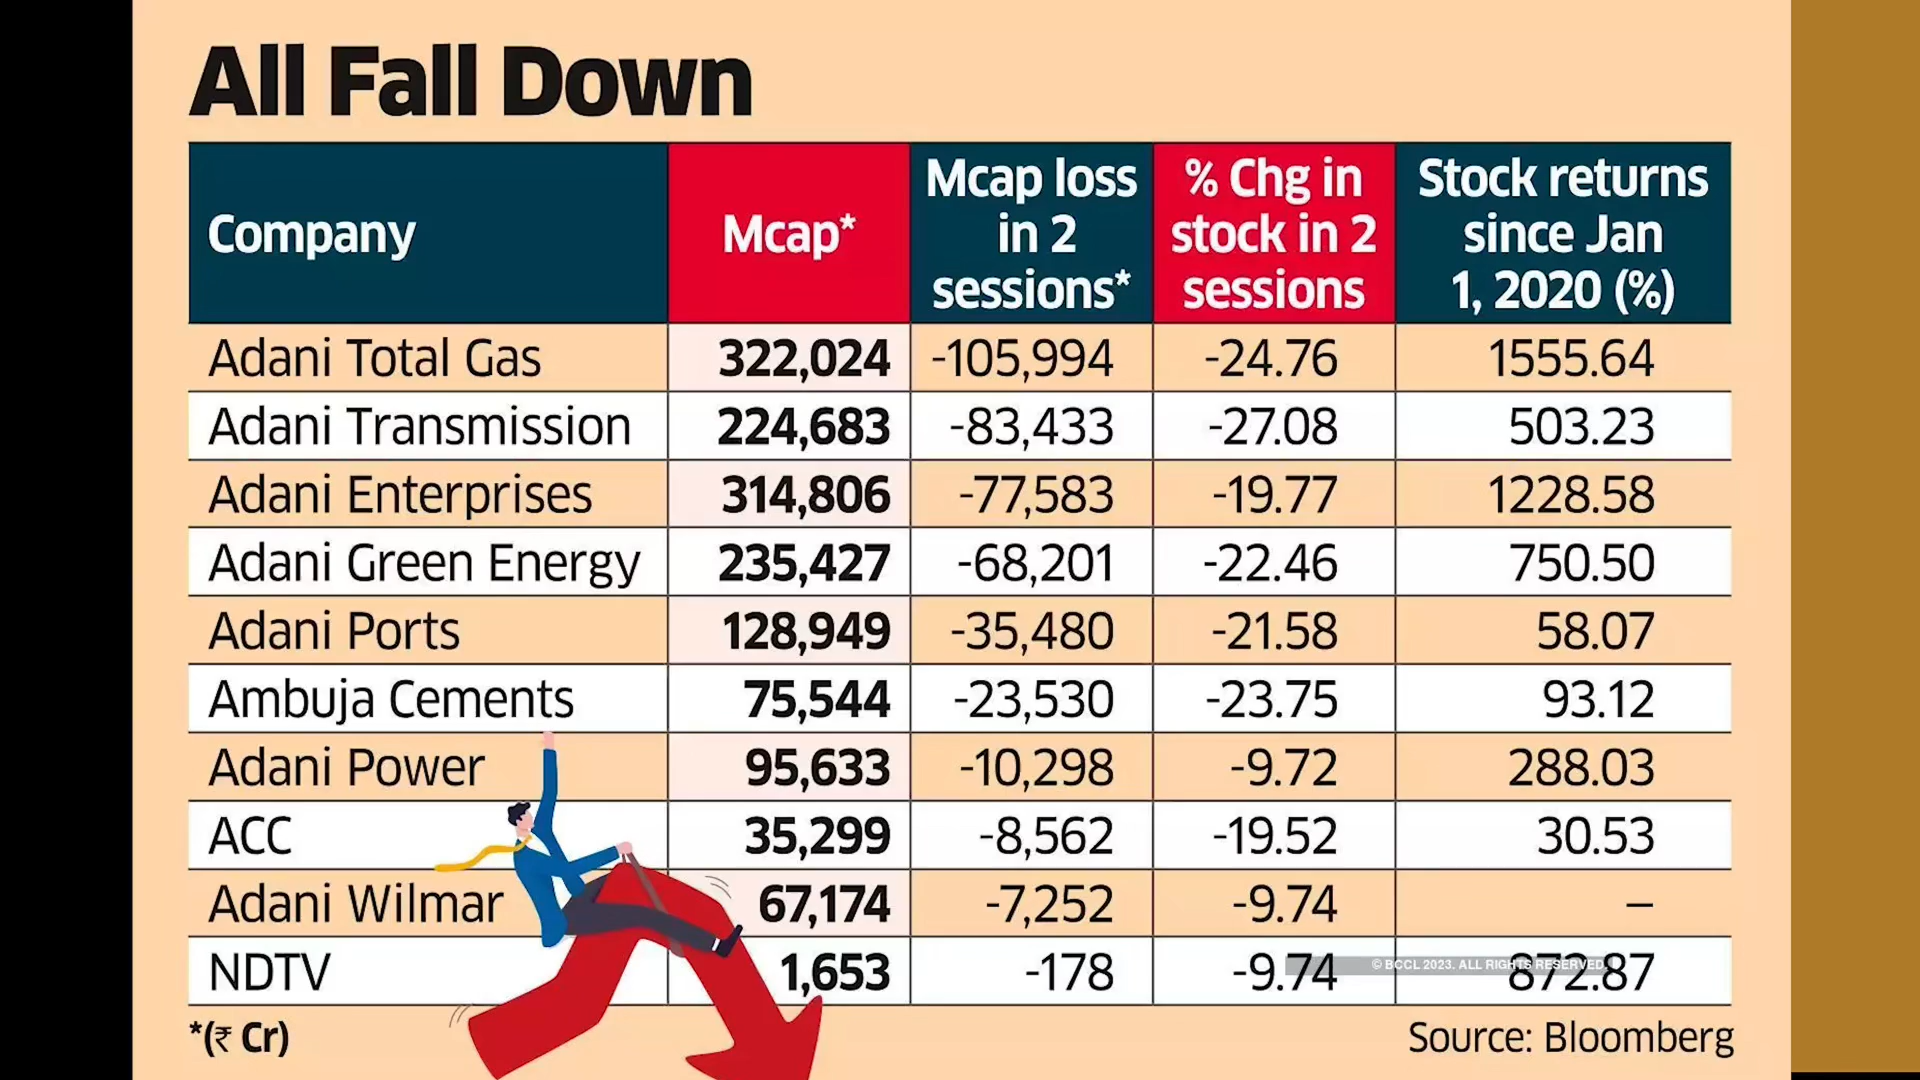 All Fall Down
Company Mcap* Mcap loss in 2 sessions* % Chg in stock in 2 sessions Stock returns since Jan 1, 2020 (%)
Adani Total Gas 322,024 -105,994 -24.76 1555.64
Adani Transmission 224,683 -83,433 -27.08 503.23
Adani Enterprises 314,806 -77,583 -19.77 1228.58
Adani Green Energy 235,427 -68,201 -22.46 750.50
Adani Ports 128,949 -35,480 -21.58 58.07
Ambuja Cements 75,544 -23,530 -23.75 93.12
Adani Power 95,633 -10,298 -9.72 288.03
ACC 35,299 -8,562 -19.52 30.53
Adani Wilmar 67,174 -7,252 -9.74 –
NDTV 1,653 -178 -9.74 872.87
© BCCL 2023. ALL RIGHTS RESERVED.
*(₹ Cr) Source: Bloomberg